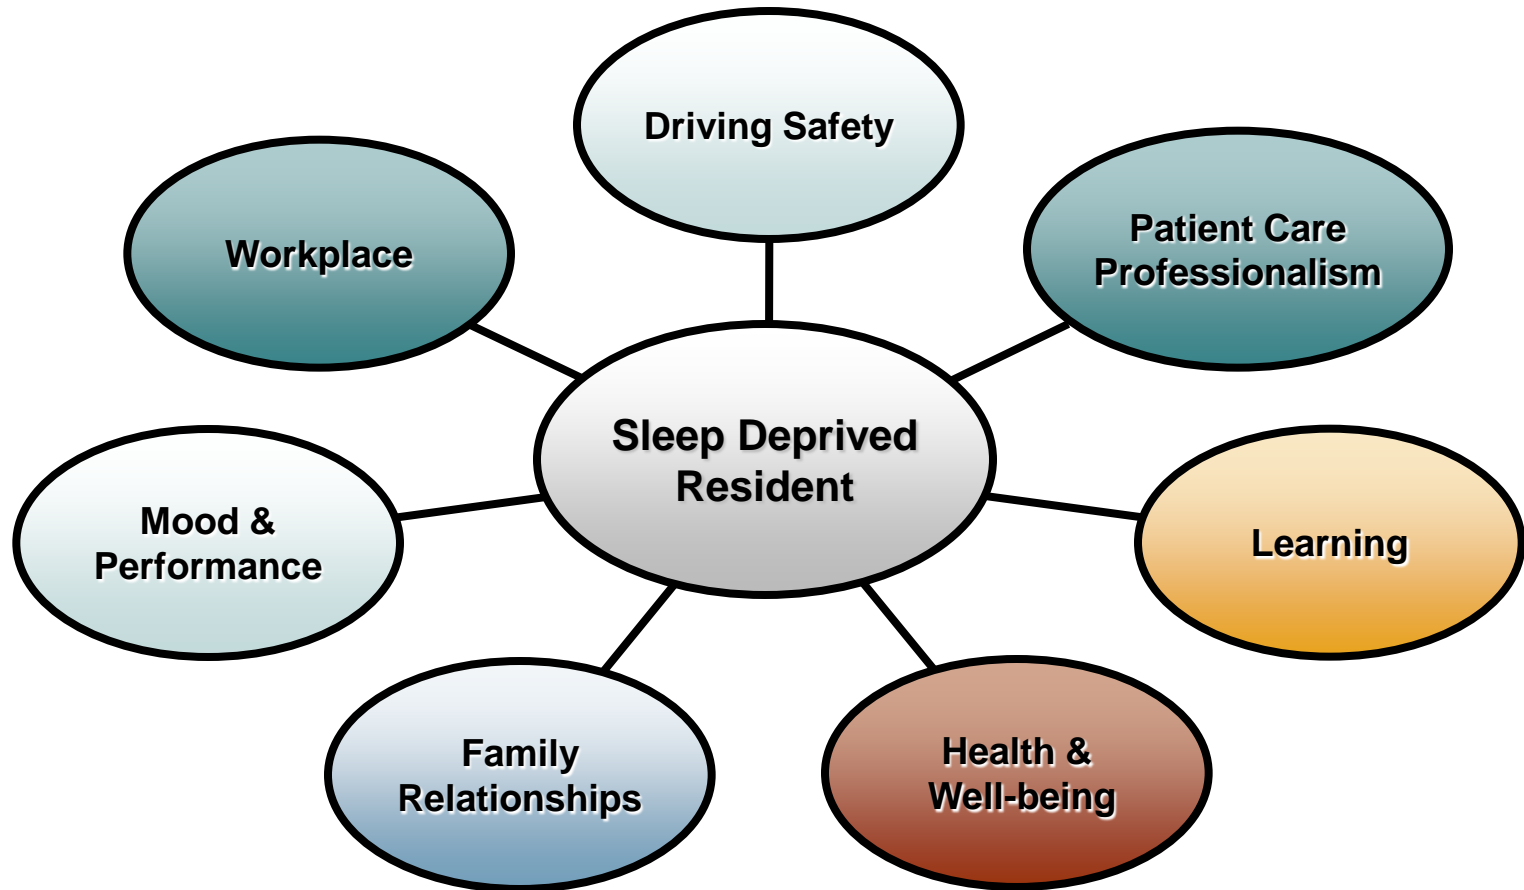 Driving Safety
Workplace
Patient Care
Professionalism
Sleep Deprived
Resident
Mood &
Performance
Learning
Family
Relationships
Health &
Well-being